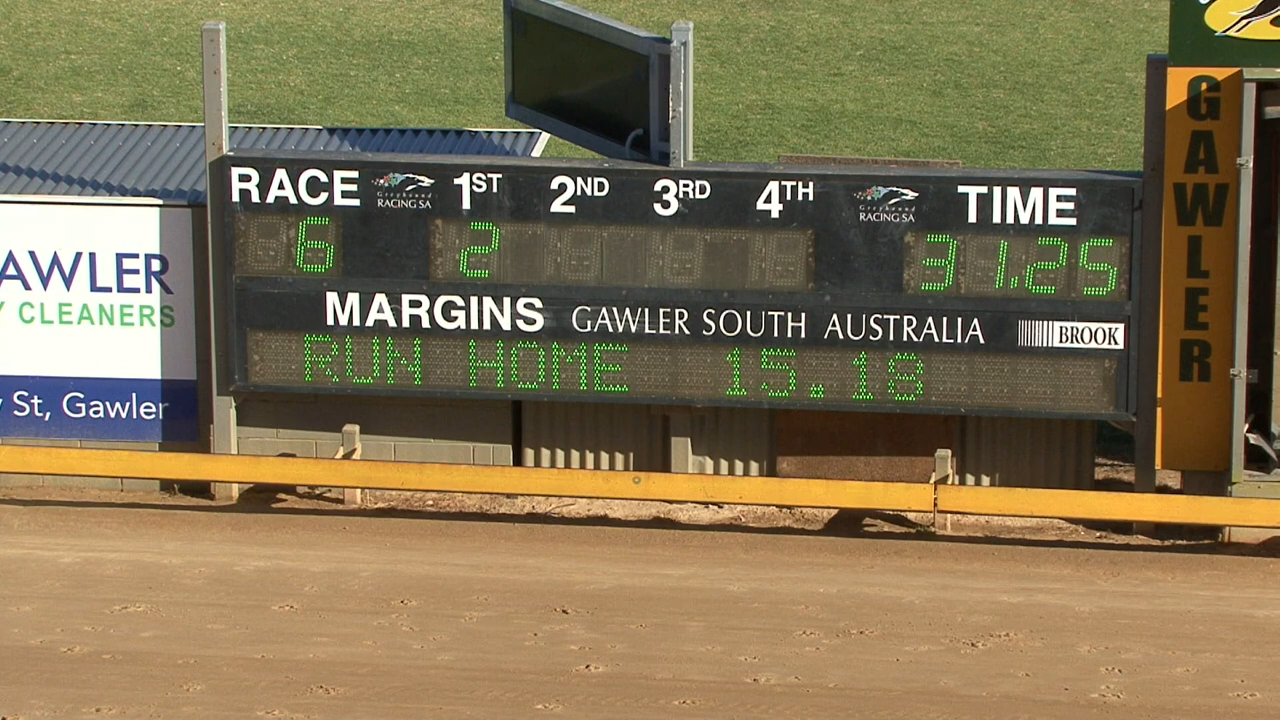 RACE Greyhound RACING SA 1ST 2ND 3RD 4TH Greyhound RACING SA TIME
6 2 31.25
MARGINS GAWLER SOUTH AUSTRALIA BROOK
RUN HOME 15.18
AWLER
Y CLEANERS
St, Gawler
GAWLER